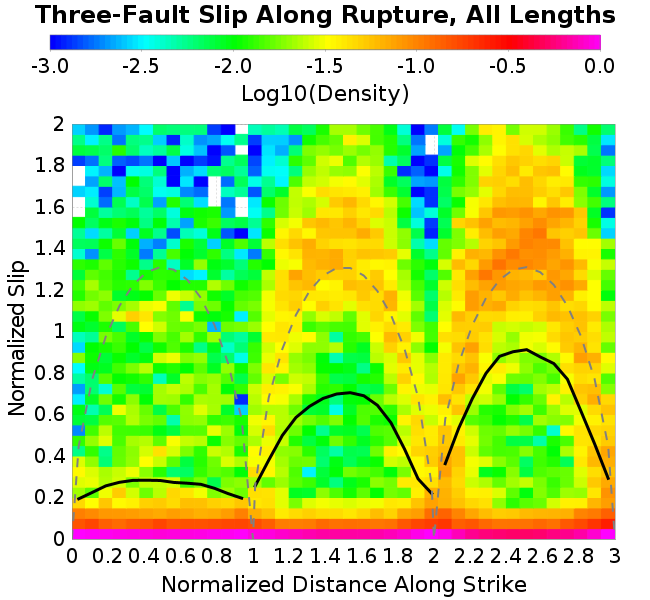 Three-Fault Slip Along Rupture, All Lengths
-3.0 -2.5 -2.0 -1.5 -1.0 -0.5 0.0
Log10(Density)
2
1.8
1.6
1.4
1.2
1
0.8
0.6
0.4
0.2
0
Normalized Slip
0 0.2 0.4 0.6 0.8 1 1.2 1.4 1.6 1.8 2 2.2 2.4 2.6 2.8 3
Normalized Distance Along Strike